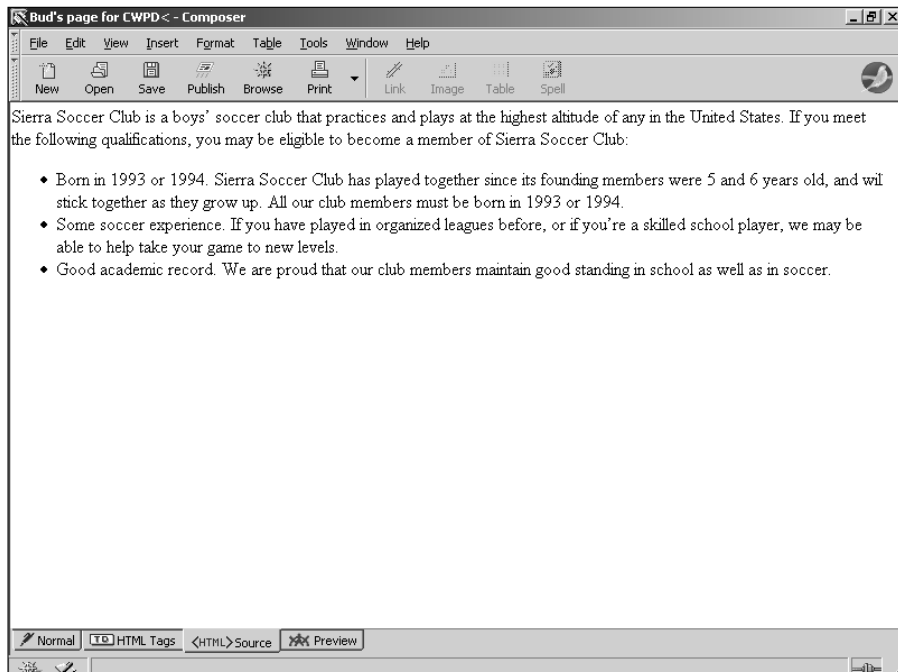 Bud's page for CWPD< - Composer
File Edit View Insert Format Table Tools Window Help
New Open Save Publish Browse Print Link Image Table Spell
Sierra Soccer Club is a boys’ soccer club that practices and plays at the highest altitude of any in the United States. If you meet
the following qualifications, you may be eligible to become a member of Sierra Soccer Club:
• Born in 1993 or 1994. Sierra Soccer Club has played together since its founding members were 5 and 6 years old, and will
stick together as they grow up. All our club members must be born in 1993 or 1994.
• Some soccer experience. If you have played in organized leagues before, or if you’re a skilled school player, we may be
able to help take your game to new levels.
• Good academic record. We are proud that our club members maintain good standing in school as well as in soccer.
Normal TD HTML Tags <HTML> Source Preview